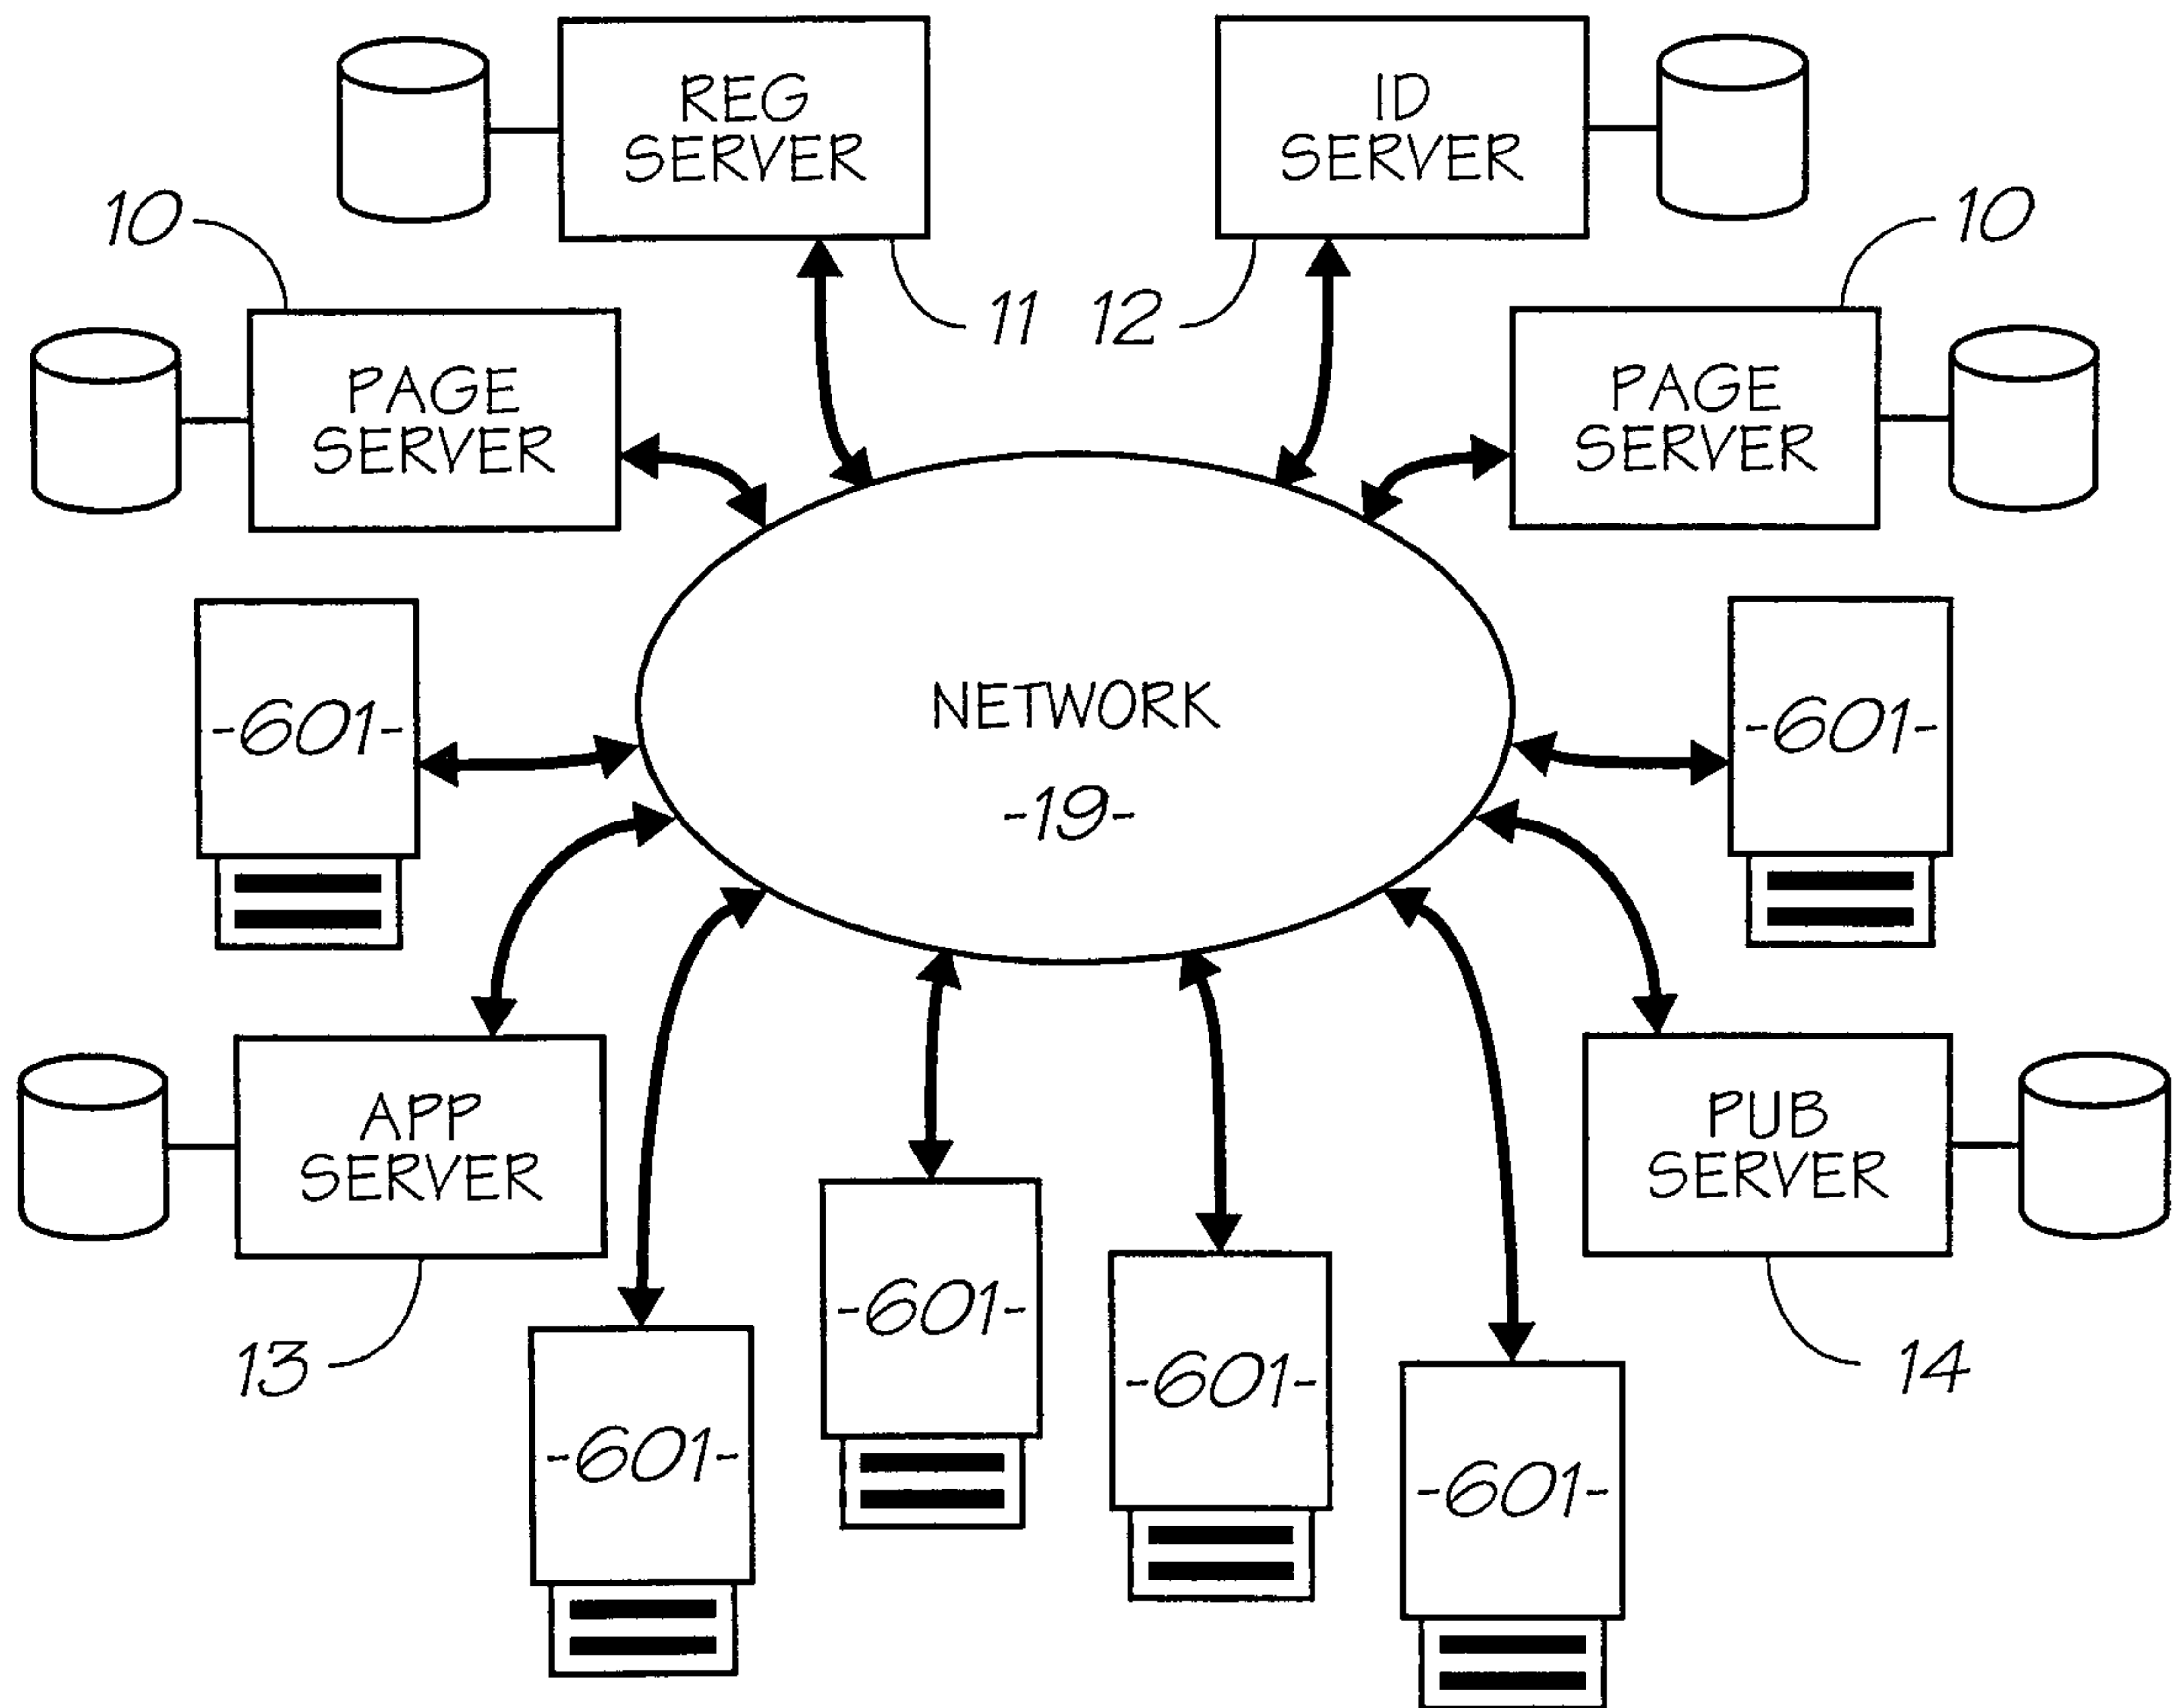 REG
SERVER
ID
SERVER
10
10
11
12
PAGE
SERVER
PAGE
SERVER
-601-
NETWORK
-19-
-601-
APP
SERVER
PUB
SERVER
13
14
-601-
-601-
-601-
-601-